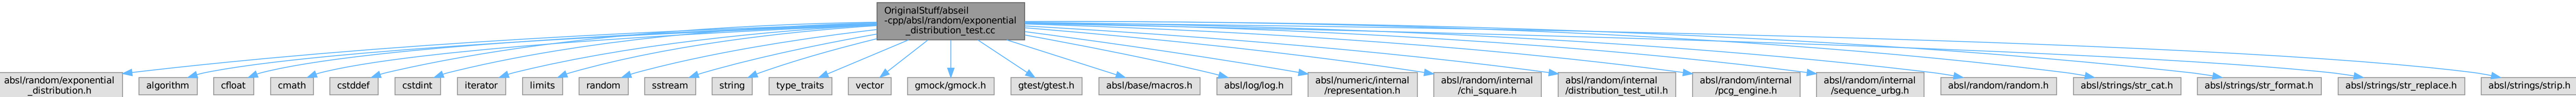 OriginalStuff/abseil
-cpp/absl/random/exponential
_distribution_test.cc
absl/random/exponential
_distribution.h
algorithm
cfloat
cmath
cstddef
cstdint
iterator
limits
random
sstream
string
type_traits
vector
gmock/gmock.h
gtest/gtest.h
absl/base/macros.h
absl/log/log.h
absl/numeric/internal
/representation.h
absl/random/internal
/chi_square.h
absl/random/internal
/distribution_test_util.h
absl/random/internal
/pcg_engine.h
absl/random/internal
/sequence_urbg.h
absl/random/random.h
absl/strings/str_cat.h
absl/strings/str_format.h
absl/strings/str_replace.h
absl/strings/strip.h